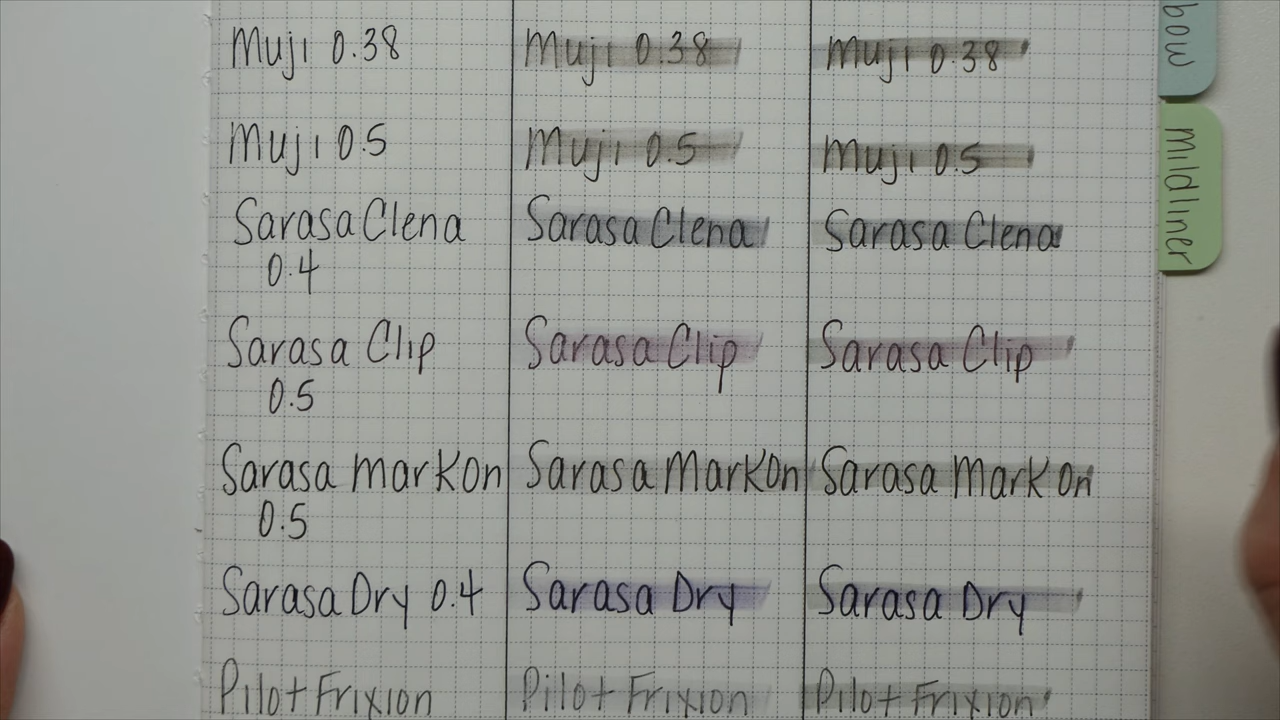 Muji 0.38 Muji 0.38 Muji 0.38
Muji 0.5 Muji 0.5 Muji 0.5
Sarasa Clena Sarasa Clena Sarasa Clena
0.4
Sarasa Clip Sarasa Clip Sarasa Clip
0.5
Sarasa markOn Sarasa MarkOn Sarasa Mark On
0.5
Sarasa Dry 0.4 Sarasa Dry Sarasa Dry
Pilot Frixion Pilot Frixion Pilot Frixion
bow
mildliner